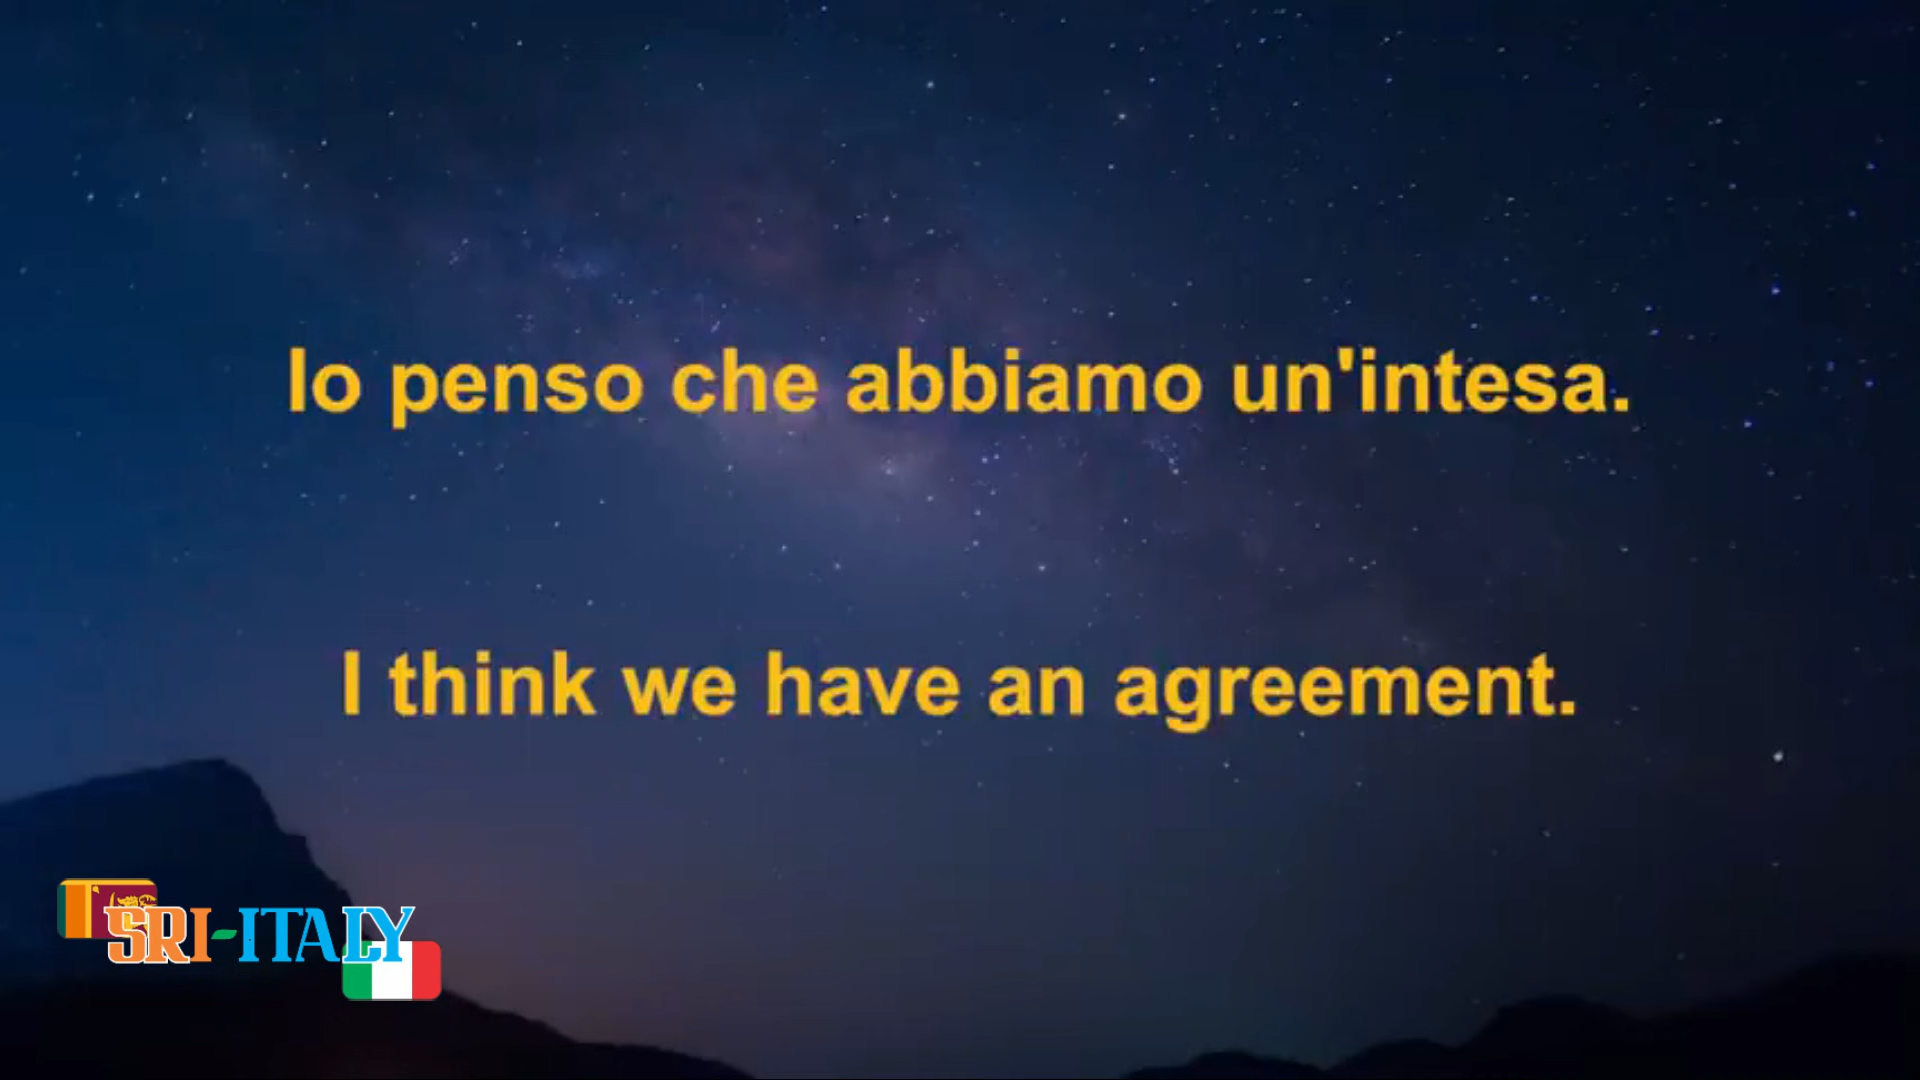 Io penso che abbiamo un'intesa.
I think we have an agreement.
SRI-ITALY